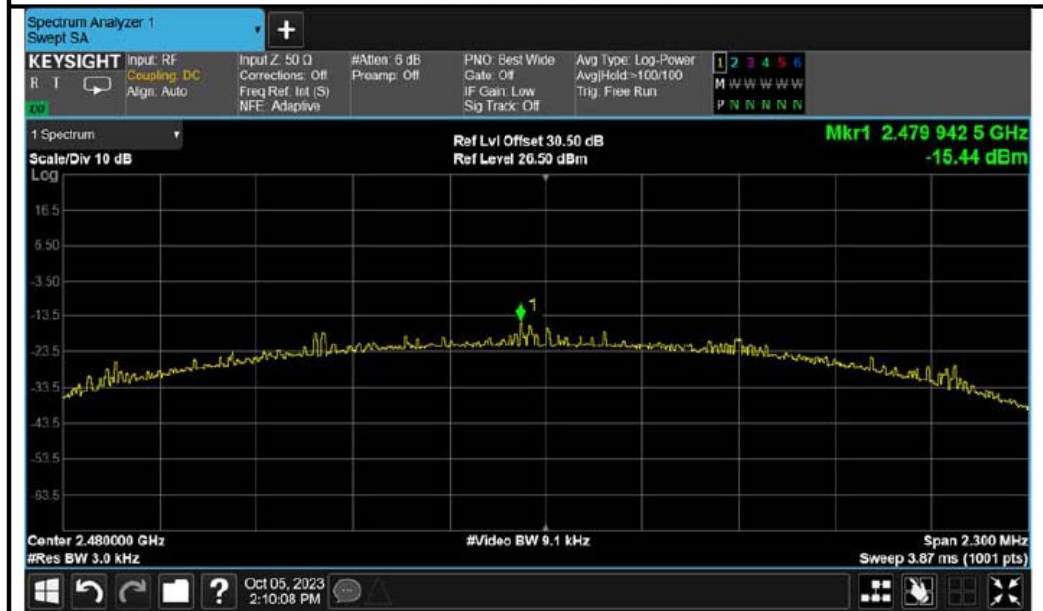 Spectrum Analyzer 1
Swept SA
+
KEYSIGHT
R T
Input: RF
Coupling: DC
Align: Auto
Input Z: 50 Ω
Corrections: Off
Freq Ref: Int (S)
NFE: Adaptive
#Atten: 6 dB
Preamp: Off
PNO: Best Wide
Gate: Off
IF Gain: Low
Sig Track: Off
Avg Type: Log-Power
Avg|Hold:>100/100
Trig: Free Run
1 2 3 4 5 6
M W W W W W W
P N N N N N N
1 Spectrum
Scale/Div 10 dB
Log
Ref Lvl Offset 30.50 dB
Ref Level 26.50 dBm
Mkr1 2.479 942 5 GHz
-15.44 dBm
16.5
6.50
-3.50
-13.5
-23.5
-33.5
-43.5
-53.5
-63.5
1
Center 2.480000 GHz
#Res BW 3.0 kHz
#Video BW 9.1 kHz
Span 2.300 MHz
Sweep 3.87 ms (1001 pts)
?
Oct 05, 2023
2:10:08 PM